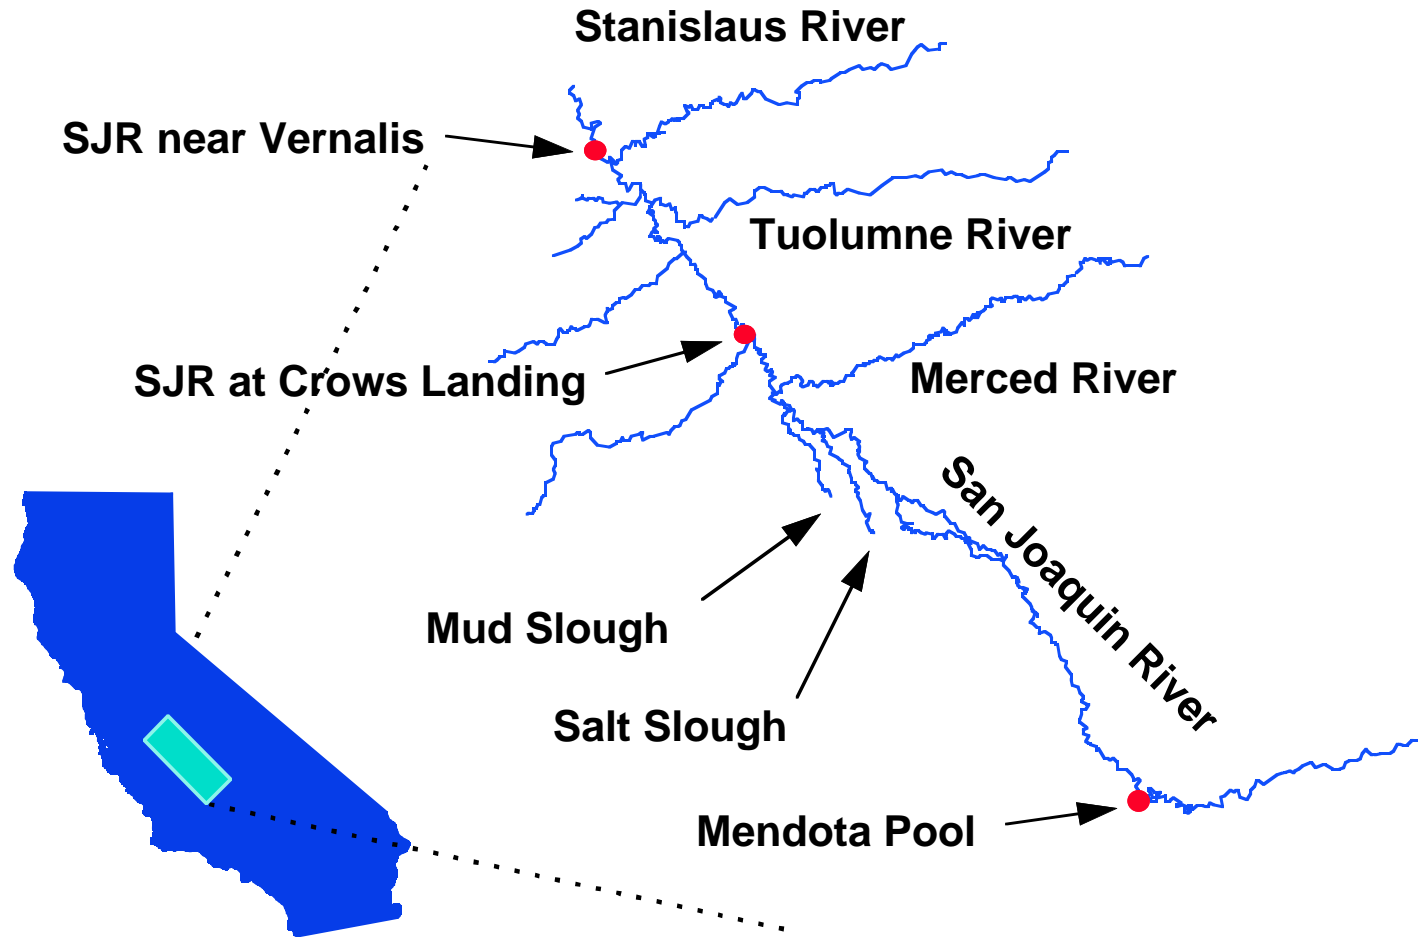 Stanislaus River
SJR near Vernalis
Tuolumne River
SJR at Crows Landing
Merced River
San Joaquin River
Mud Slough
Salt Slough
Mendota Pool